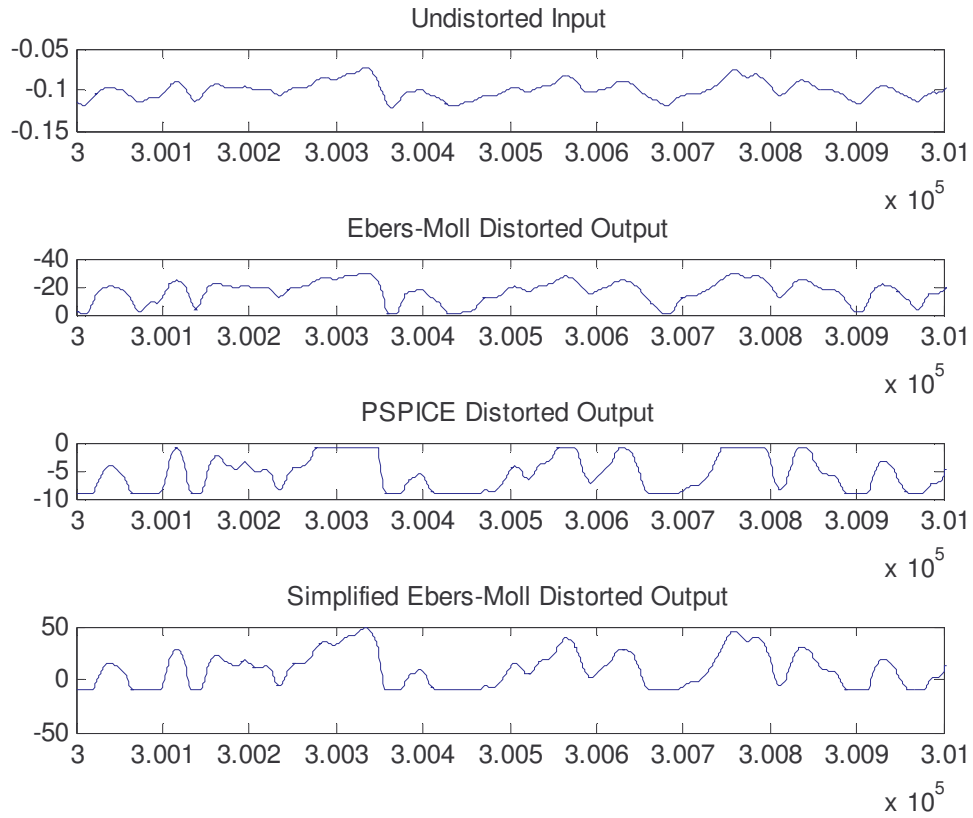 Undistorted Input
-0.05
-0.1
-0.15
3 3.001 3.002 3.003 3.004 3.005 3.006 3.007 3.008 3.009 3.01
x 10^5
Ebers-Moll Distorted Output
-40
-20
0
3 3.001 3.002 3.003 3.004 3.005 3.006 3.007 3.008 3.009 3.01
x 10^5
PSPICE Distorted Output
0
-5
-10
3 3.001 3.002 3.003 3.004 3.005 3.006 3.007 3.008 3.009 3.01
x 10^5
Simplified Ebers-Moll Distorted Output
50
0
-50
3 3.001 3.002 3.003 3.004 3.005 3.006 3.007 3.008 3.009 3.01
x 10^5